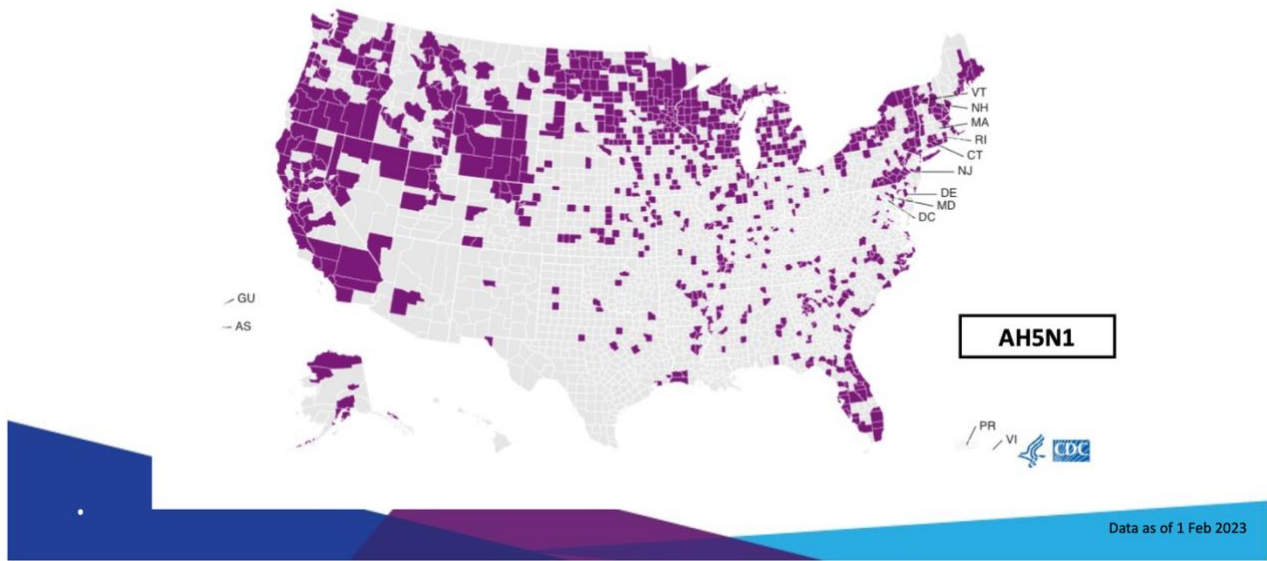 VT
NH
MA
RI
CT
NJ
DE
MD
DC
GU
AS
AH5N1
PR
VI
CDC
Data as of 1 Feb 2023